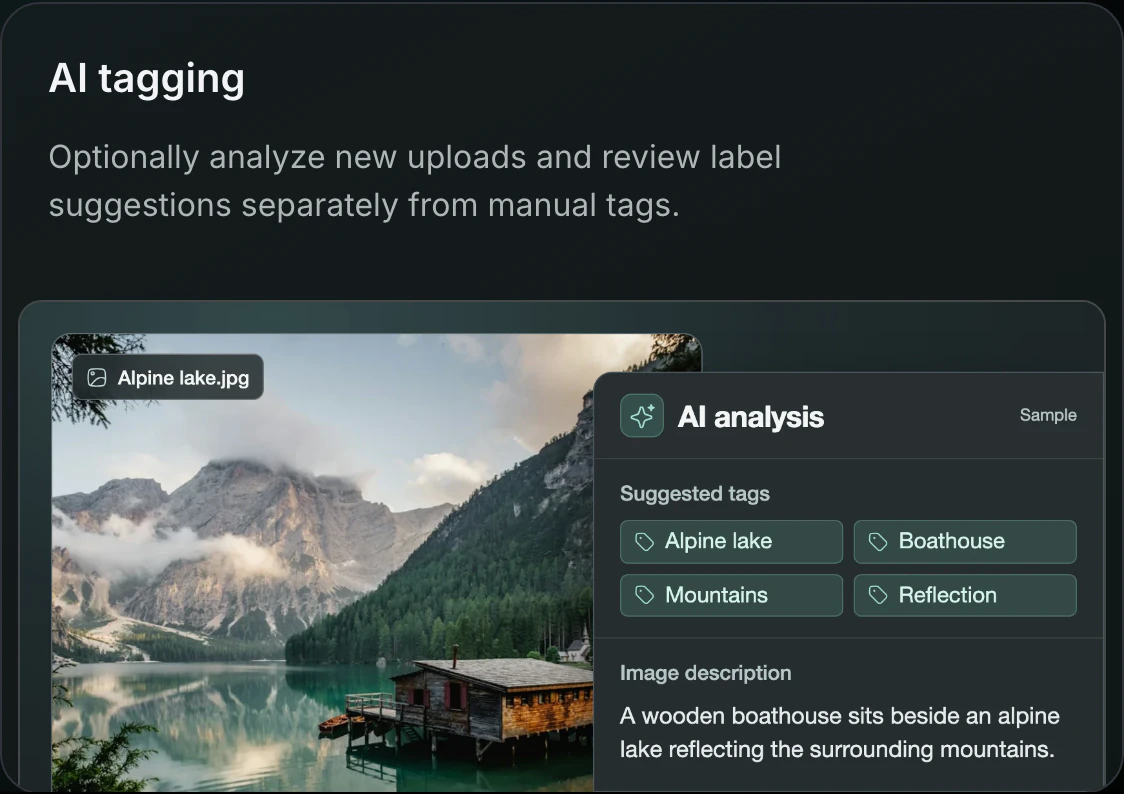 AI tagging
Optionally analyze new uploads and review label
suggestions separately from manual tags.
Alpine lake.jpg
AI analysis
Sample
Suggested tags
Alpine lake
Boathouse
Mountains
Reflection
Image description
A wooden boathouse sits beside an alpine
lake reflecting the surrounding mountains.